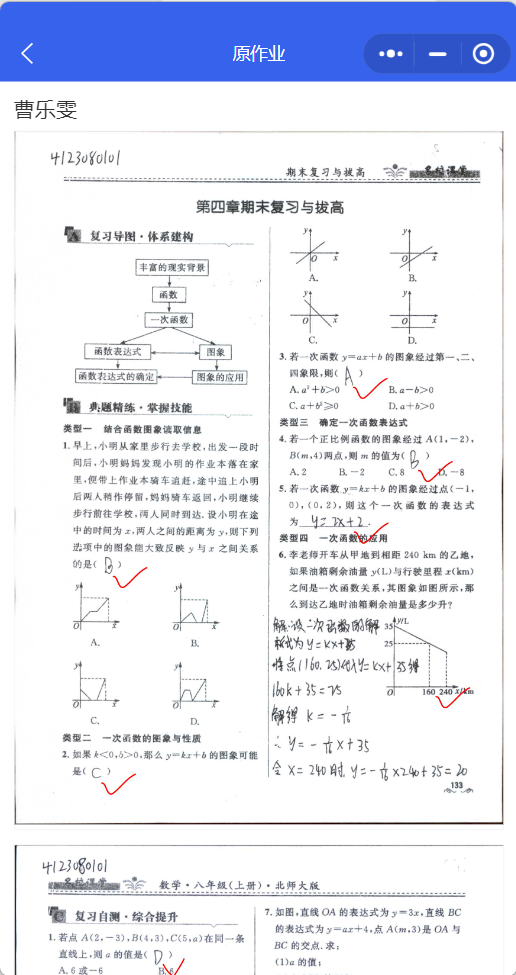 原作业
曹乐雯
4123080101
期末复习与拔高
名校课堂
第四章期末复习与拔高
A 复习导图·体系建构
丰富的现实背景
函数
一次函数
函数表达式
图象
函数表达式的确定
图象的应用
典题精练·掌握技能
类型一 结合函数图象读取信息
1. 早上,小明从家里步行去学校,出发一段时
间后,小明妈妈发现小明的作业本落在家
里,便带上作业本骑车追赶,途中追上小明
后两人稍作停留,妈妈骑车返回,小明继续
步行前往学校,两人同时到达.设小明在途
中的时间为 x,两人之间的距离为 y,则下列
选项中的图象能大致反映 y 与 x 之间关系
的是( B )
y
O
x
A.
y
O
x
B.
y
O
x
C.
y
O
x
D.
类型二 一次函数的图象与性质
2. 如果 k<0,b>0,那么 y=kx+b 的图象可能
是( C )
y
O
x
A.
y
O
x
B.
y
O
x
C.
y
O
x
D.
3. 若一次函数 y=ax+b 的图象经过第一、二、
四象限,则( A )
A. a²+b>0 B. a-b>0
C. a+b²≥0 D. a+b>0
类型三 确定一次函数表达式
4. 若一个正比例函数的图象经过 A(1,-2),
B(m,4)两点,则 m 的值为( B )
A. 2 B. -2 C. 8 D. -8
5. 若一次函数 y=kx+b 的图象经过点(-1,
0),(0,2),则这个一次函数的表达式
为 y=2x+2 .
类型四 一次函数的应用
6. 李老师开车从甲地到相距 240 km 的乙地,
如果油箱剩余油量 y(L)与行驶里程 x(km)
之间是一次函数关系,其图象如图所示,那
么到达乙地时油箱剩余油量是多少升?
y/L
35
25
O
160 240 x/km
解:设一次函数的解
析式为 y=kx+35
将点(160,25)代入y=kx+35得
160k+35=25
解得 k=-1/16
∴y=-1/16x+35
令 x=240时,y=-1/16×240+35=20
133
4123080101
名校课堂
数学·八年级(上册)·北师大版
C 复习自测·综合提升
1. 若点 A(2,-3),B(4,3),C(5,a)在同一条
直线上,则 a 的值是( D )
A. 6 或-6 B. 6
7. 如图,直线 OA 的表达式为 y=3x,直线 BC
的表达式为 y=ax+4,点 A(m,3)是 OA 与
BC 的交点.求:
(1)a 的值;